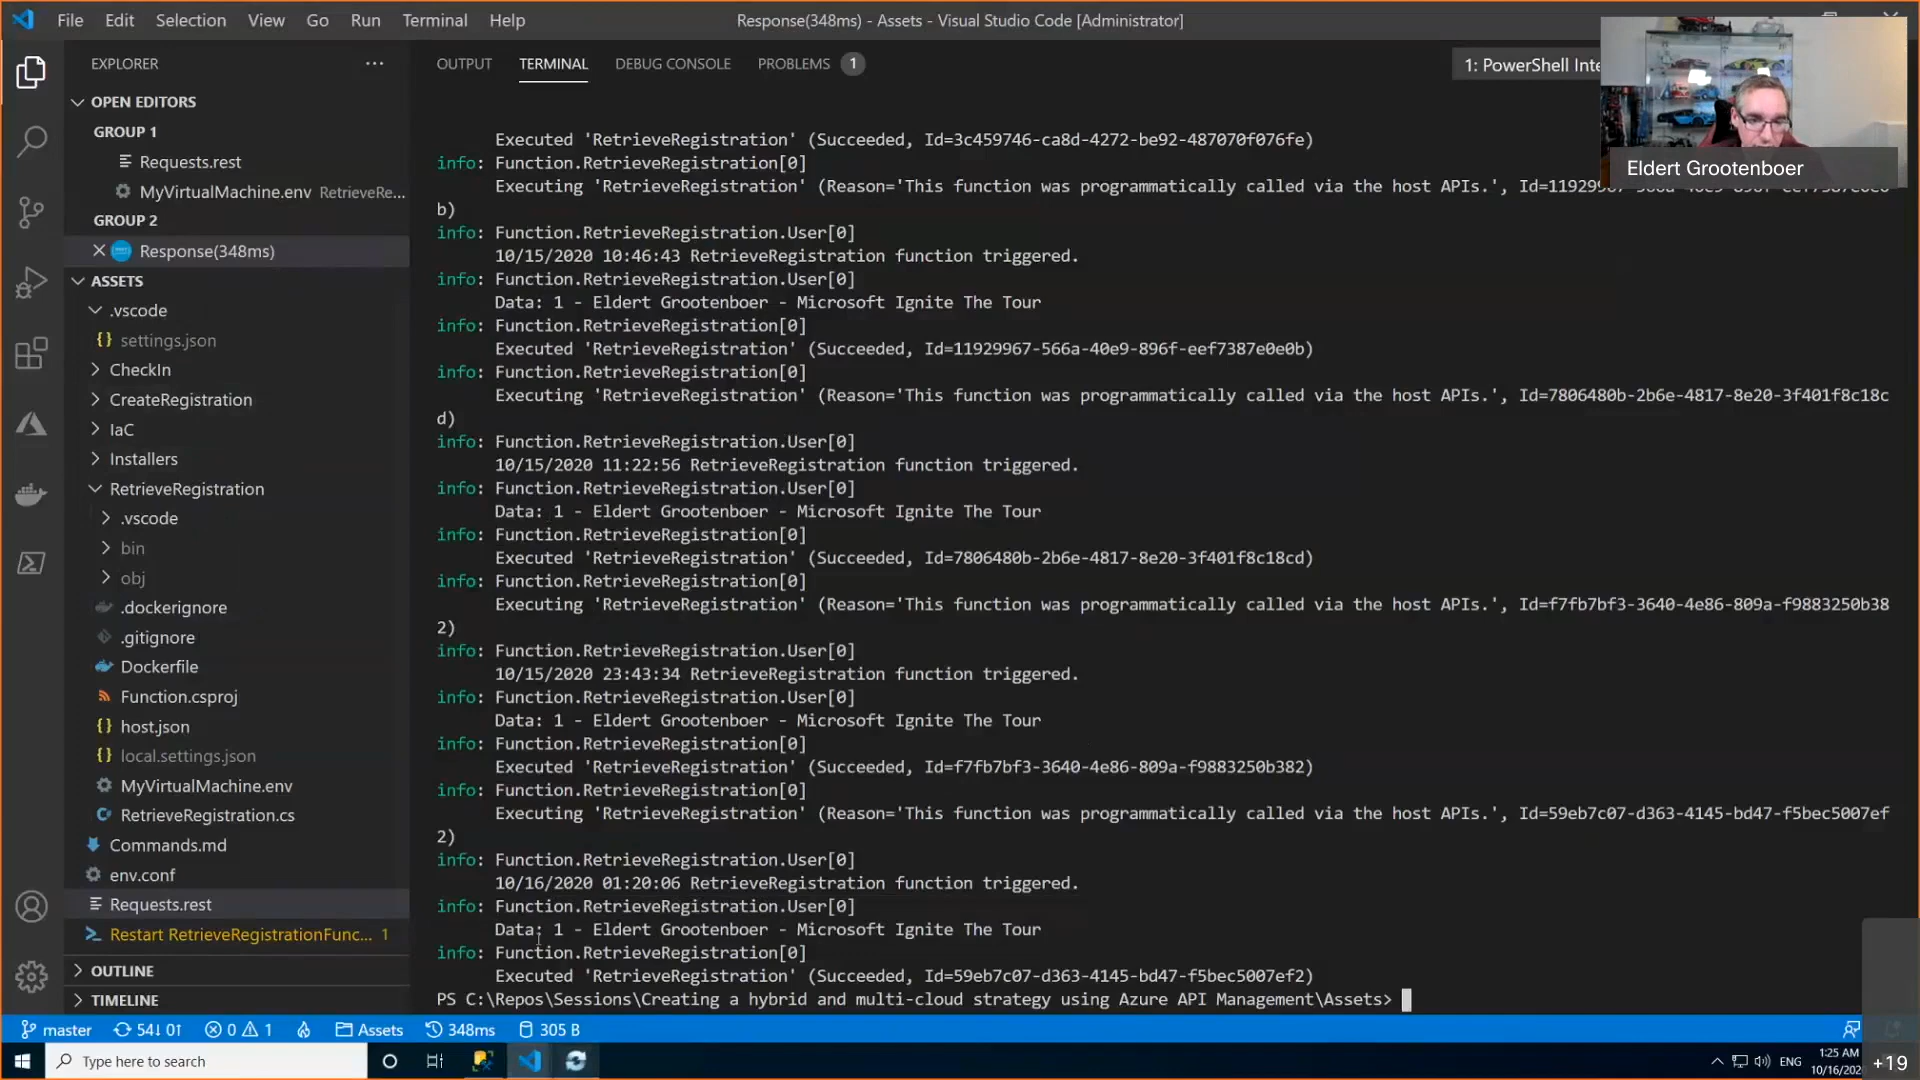 File Edit Selection View Go Run Terminal Help
Response(348ms) - Assets - Visual Studio Code [Administrator]
EXPLORER
OPEN EDITORS
GROUP 1
Requests.rest
MyVirtualMachine.env RetrieveRe...
GROUP 2
Response(348ms)
ASSETS
.vscode
settings.json
CheckIn
CreateRegistration
IaC
Installers
RetrieveRegistration
.vscode
bin
obj
.dockerignore
.gitignore
Dockerfile
Function.csproj
host.json
local.settings.json
MyVirtualMachine.env
RetrieveRegistration.cs
Commands.md
env.conf
Requests.rest
Restart RetrieveRegistrationFunc... 1
OUTLINE
TIMELINE
OUTPUT TERMINAL DEBUG CONSOLE PROBLEMS 1
1: PowerShell Inte
Eldert Grootenboer
Executed 'RetrieveRegistration' (Succeeded, Id=3c459746-ca8d-4272-be92-487070f076fe)
info: Function.RetrieveRegistration[0]
Executing 'RetrieveRegistration' (Reason='This function was programmatically called via the host APIs.', Id=11929967-566a-40e9-896f-eef7387e0e0
b)
info: Function.RetrieveRegistration.User[0]
10/15/2020 10:46:43 RetrieveRegistration function triggered.
info: Function.RetrieveRegistration.User[0]
Data: 1 - Eldert Grootenboer - Microsoft Ignite The Tour
info: Function.RetrieveRegistration[0]
Executed 'RetrieveRegistration' (Succeeded, Id=11929967-566a-40e9-896f-eef7387e0e0b)
info: Function.RetrieveRegistration[0]
Executing 'RetrieveRegistration' (Reason='This function was programmatically called via the host APIs.', Id=7806480b-2b6e-4817-8e20-3f401f8c18c
d)
info: Function.RetrieveRegistration.User[0]
10/15/2020 11:22:56 RetrieveRegistration function triggered.
info: Function.RetrieveRegistration.User[0]
Data: 1 - Eldert Grootenboer - Microsoft Ignite The Tour
info: Function.RetrieveRegistration[0]
Executed 'RetrieveRegistration' (Succeeded, Id=7806480b-2b6e-4817-8e20-3f401f8c18cd)
info: Function.RetrieveRegistration[0]
Executing 'RetrieveRegistration' (Reason='This function was programmatically called via the host APIs.', Id=f7fb7bf3-3640-4e86-809a-f9883250b38
2)
info: Function.RetrieveRegistration.User[0]
10/15/2020 23:43:34 RetrieveRegistration function triggered.
info: Function.RetrieveRegistration.User[0]
Data: 1 - Eldert Grootenboer - Microsoft Ignite The Tour
info: Function.RetrieveRegistration[0]
Executed 'RetrieveRegistration' (Succeeded, Id=f7fb7bf3-3640-4e86-809a-f9883250b382)
info: Function.RetrieveRegistration[0]
Executing 'RetrieveRegistration' (Reason='This function was programmatically called via the host APIs.', Id=59eb7c07-d363-4145-bd47-f5bec5007ef
2)
info: Function.RetrieveRegistration.User[0]
10/16/2020 01:20:06 RetrieveRegistration function triggered.
info: Function.RetrieveRegistration.User[0]
Data: 1 - Eldert Grootenboer - Microsoft Ignite The Tour
info: Function.RetrieveRegistration[0]
Executed 'RetrieveRegistration' (Succeeded, Id=59eb7c07-d363-4145-bd47-f5bec5007ef2)
PS C:\Repos\Sessions\Creating a hybrid and multi-cloud strategy using Azure API Management\Assets>
master 54↓ 0↑ 0 1 Assets 348ms 305 B
Type here to search
ENG
1:25 AM
10/16/202
+19